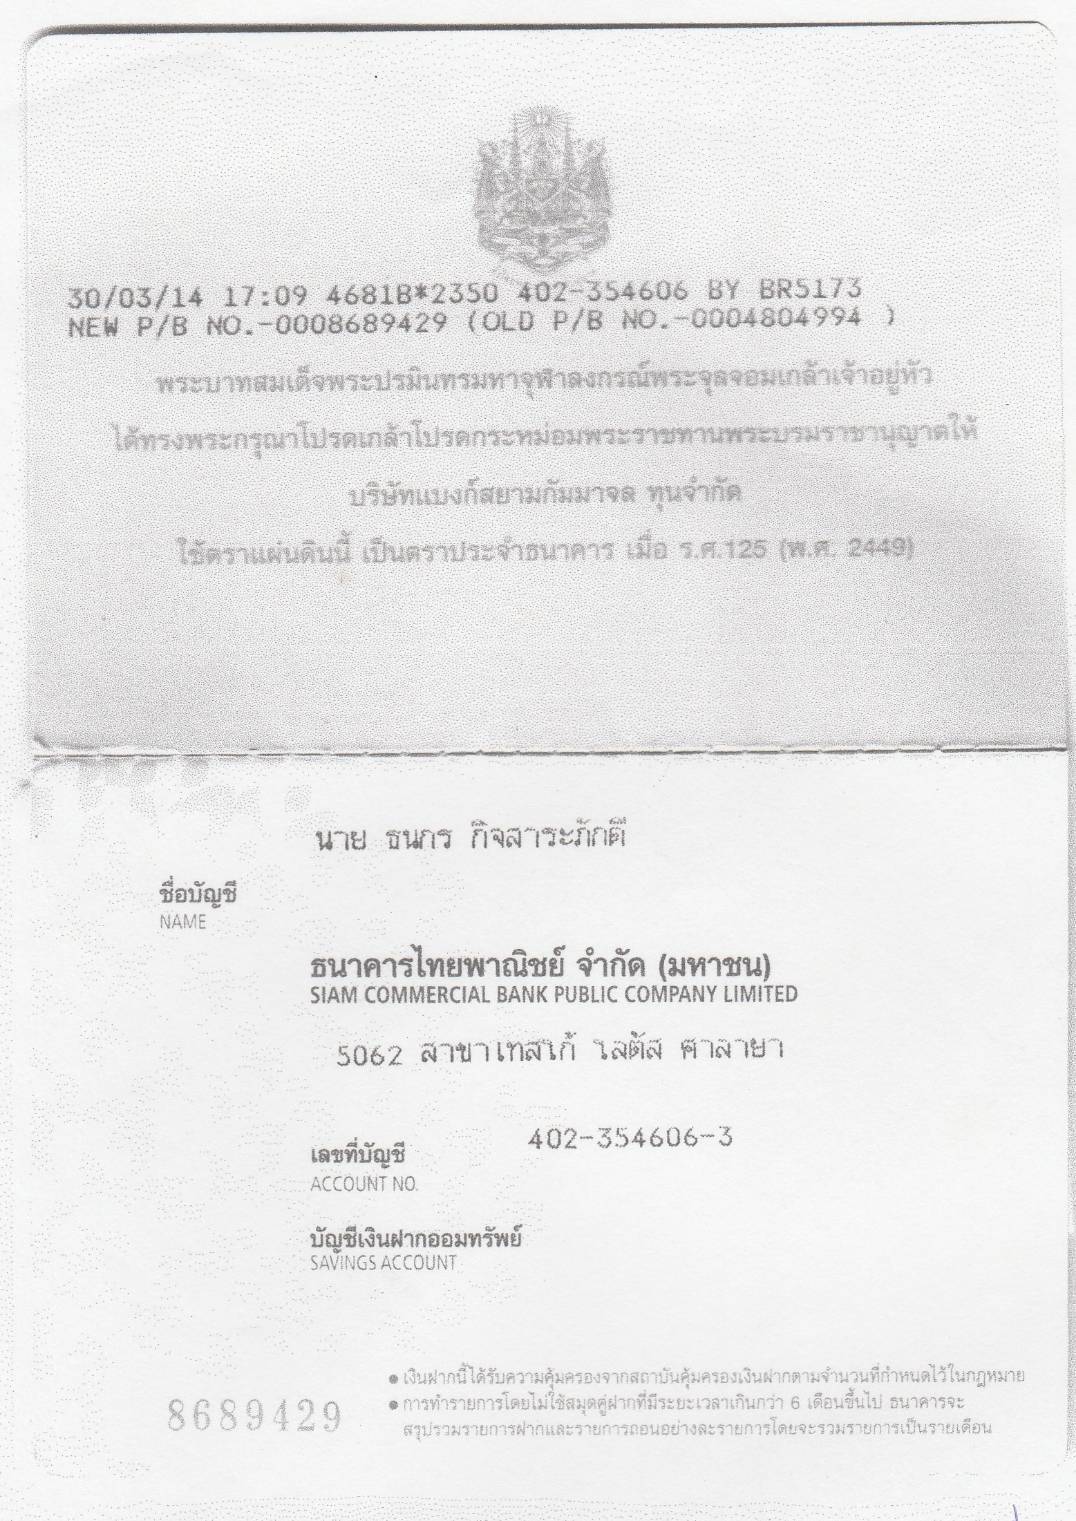 30/03/14 17:09 4681B*2350 402-354606 BY BR5173
NEW P/B NO.-0008689429 (OLD P/B NO.-0004804994 )
พระบาทสมเด็จพระปรมินทรมหาจุฬาลงกรณ์พระจุลจอมเกล้าเจ้าอยู่หัว
ได้ทรงพระกรุณาโปรดเกล้าโปรดกระหม่อมพระราชทานพระบรมราชานุญาตให้
บริษัทแบงก์สยามกัมมาจล ทุนจำกัด
ใช้ตราแผ่นดินนี้ เป็นตราประจำธนาคาร เมื่อ ร.ศ.125 (พ.ศ. 2449)
นาย ธนกร กิจสาระภักดี
ชื่อบัญชี
NAME
ธนาคารไทยพาณิชย์ จำกัด (มหาชน)
SIAM COMMERCIAL BANK PUBLIC COMPANY LIMITED
5062 สาขาเทสโก้ โลตัส ศาลายา
402-354606-3
เลขที่บัญชี
ACCOUNT NO.
บัญชีเงินฝากออมทรัพย์
SAVINGS ACCOUNT
● เงินฝากนี้ได้รับความคุ้มครองจากสถาบันคุ้มครองเงินฝากตามจำนวนที่กำหนดไว้ในกฎหมาย
● การทำรายการโดยไม่ใช้สมุดคู่ฝากที่มีระยะเวลาเกินกว่า 6 เดือนขึ้นไป ธนาคารจะ
สรุปรวมรายการฝากและรายการถอนอย่างละรายการโดยจะรวมรายการเป็นรายเดือน
8689429